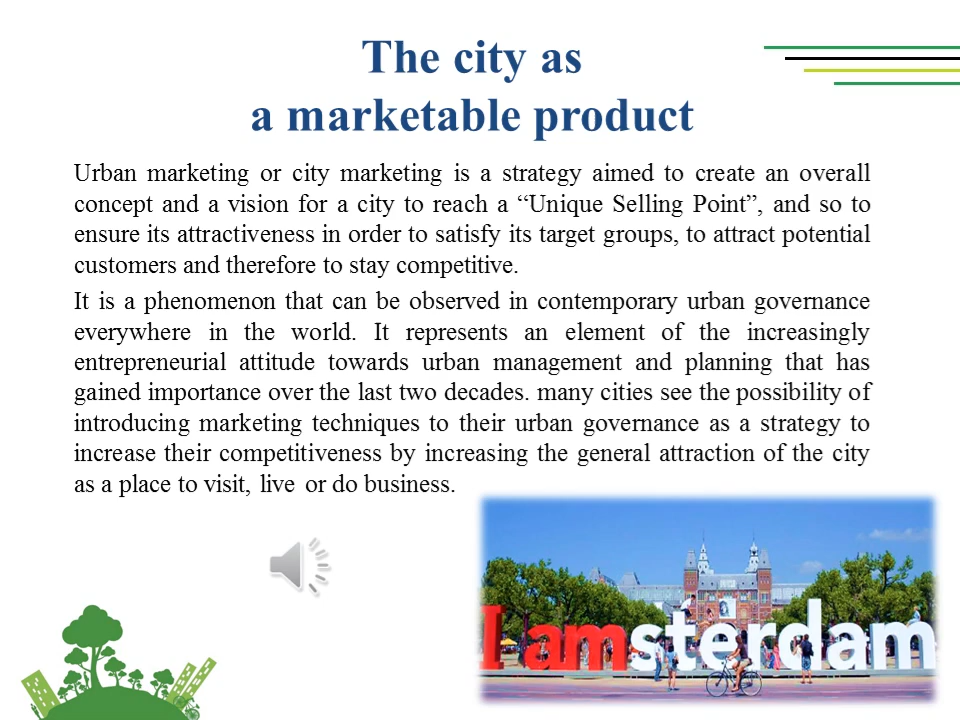 The city as
a marketable product
Urban marketing or city marketing is a strategy aimed to create an overall
concept and a vision for a city to reach a “Unique Selling Point”, and so to
ensure its attractiveness in order to satisfy its target groups, to attract potential
customers and therefore to stay competitive.
It is a phenomenon that can be observed in contemporary urban governance
everywhere in the world. It represents an element of the increasingly
entrepreneurial attitude towards urban management and planning that has
gained importance over the last two decades. many cities see the possibility of
introducing marketing techniques to their urban governance as a strategy to
increase their competitiveness by increasing the general attraction of the city
as a place to visit, live or do business.
I amsterdam